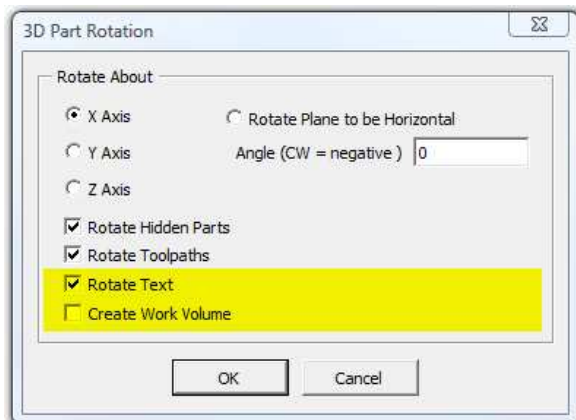 3D Part Rotation
Rotate About
X Axis
Rotate Plane to be Horizontal
Y Axis
Angle (CW = negative ) 0
Z Axis
Rotate Hidden Parts
Rotate Toolpaths
Rotate Text
Create Work Volume
OK
Cancel